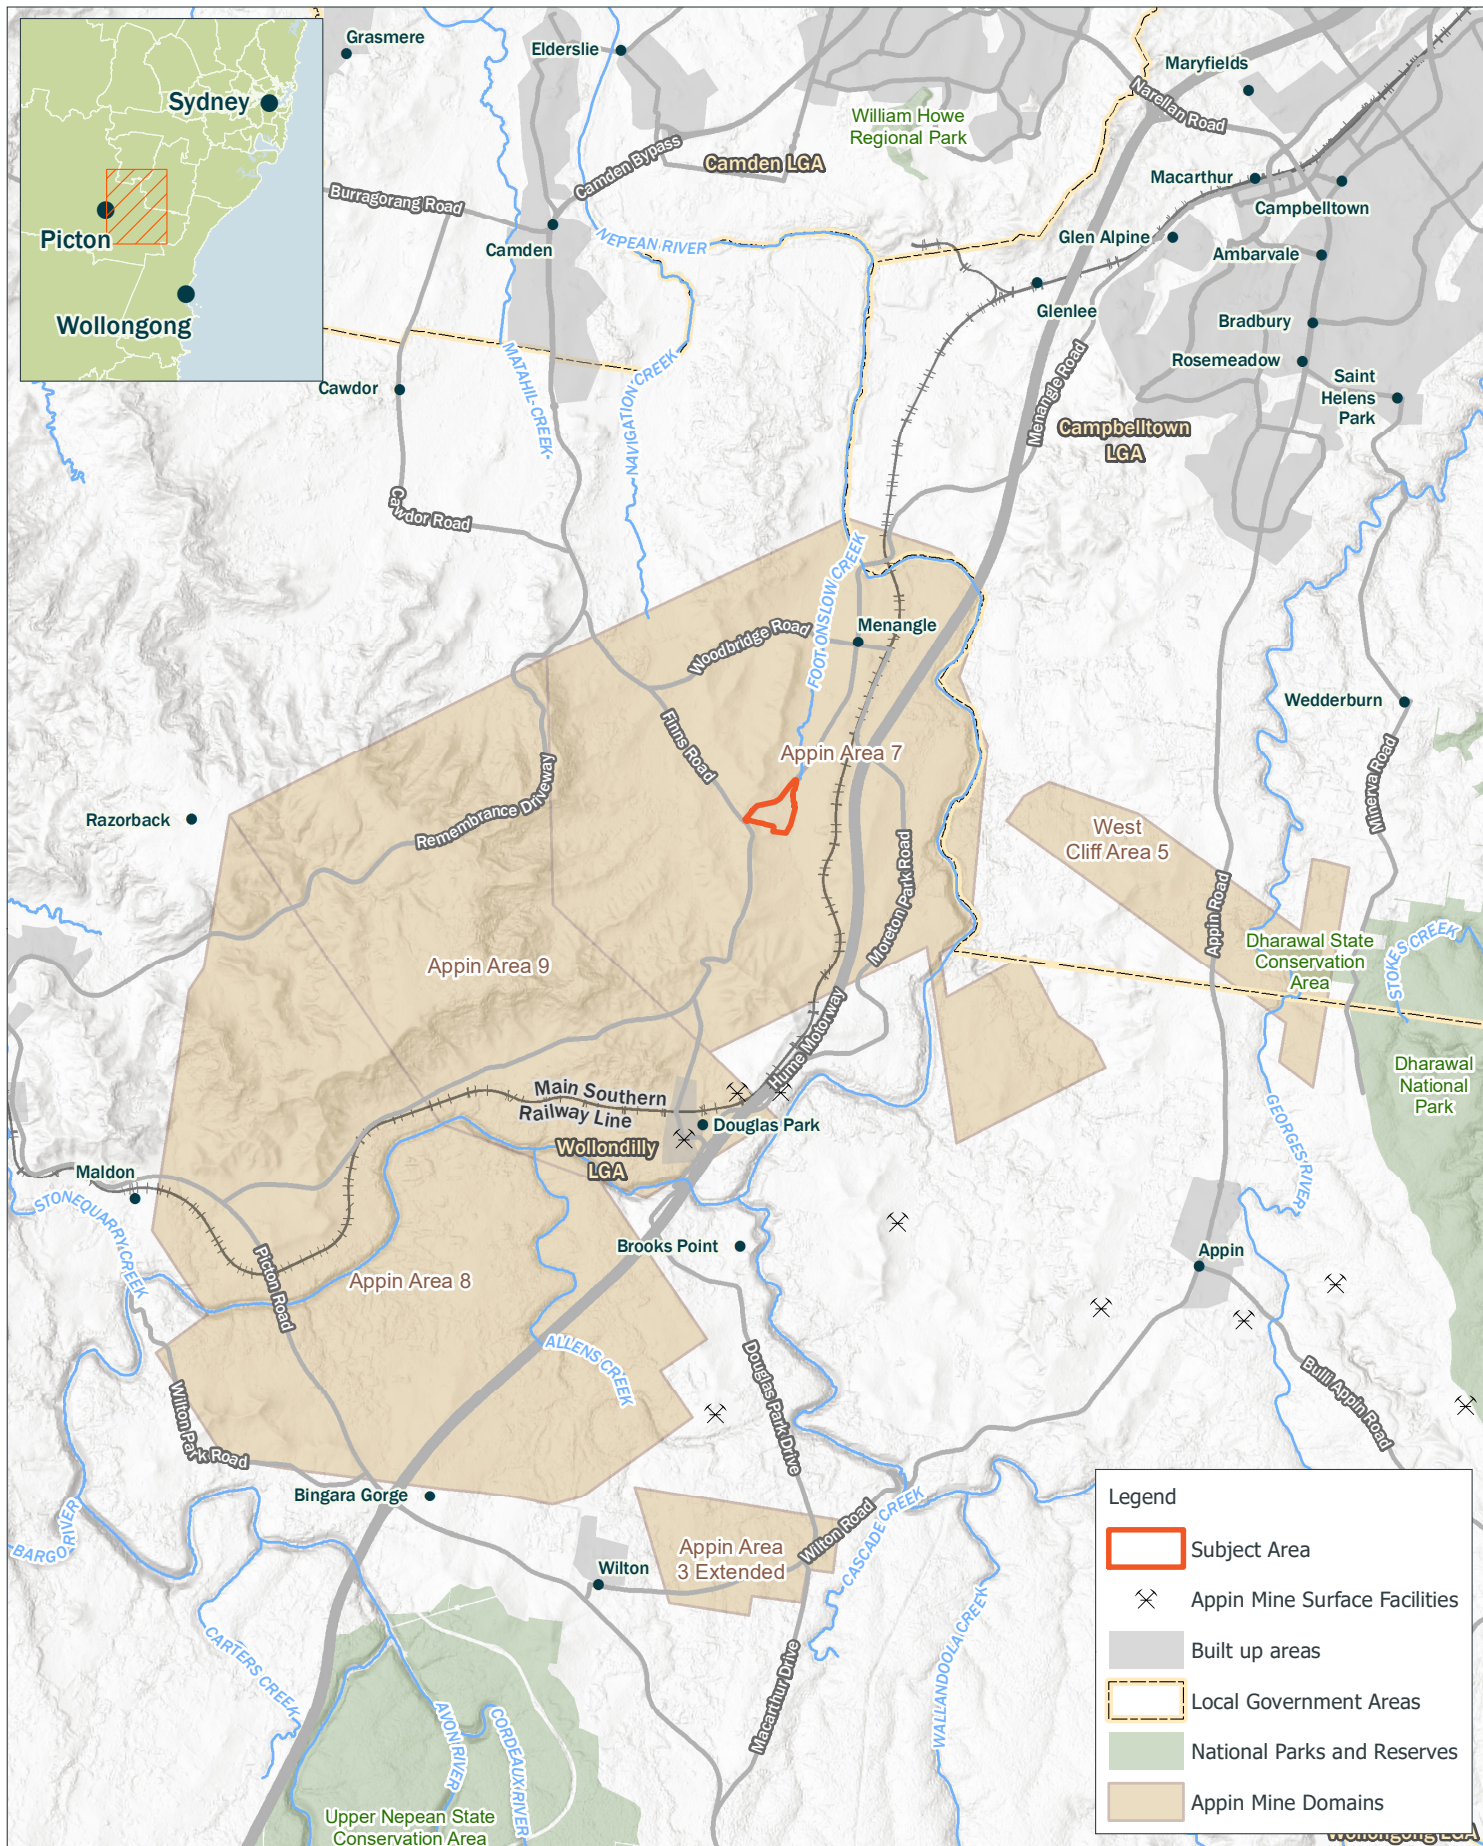 Grasmere
Elderslie
Maryfields
Sydney
Narellan Road
William Howe
Regional Park
Camden Bypass
Camden LGA
Macarthur
Burragorang Road
Campbelltown
Picton
Camden
NEPEAN RIVER
Glen Alpine
Ambarvale
Glenlee
Wollongong
Bradbury
MATAHIL CREEK
NAVIGATION CREEK
Menangle Road
Rosemeadow
Cawdor
Saint
Helens
Park
Campbelltown
LGA
Cawdor Road
FOOT ONSLOW CREEK
Woodbridge Road
Menangle
Wedderburn
Finns Road
Appin Area 7
Minerva Road
Remembrance Driveway
Razorback
West
Cliff Area 5
Moreton Park Road
Appin Road
Appin Area 9
Dharawal State
Conservation
Area
STOKES CREEK
Hume Motorway
Dharawal
National
Park
Main Southern
Railway Line
Douglas Park
GEORGES RIVER
Wollondilly
LGA
Maldon
STONEQUARRY CREEK
Brooks Point
Appin
Picton Road
Appin Area 8
ALLENS CREEK
Douglas Park Drive
Bulli Appin Road
Wilton Park Road
Bingara Gorge
BARGO RIVER
Wilton Road
CASCADE CREEK
Appin Area
3 Extended
Wilton
CARTERS CREEK
WALLANDOOLA CREEK
Macarthur Drive
AVON RIVER
CORDEAUX RIVER
Upper Nepean State
Conservation Area
Legend
Subject Area
Appin Mine Surface Facilities
Built up areas
Local Government Areas
National Parks and Reserves
Appin Mine Domains
Wollongong LGA